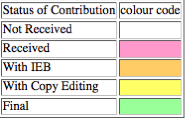 Status of Contribution colour code
Not Received
Received
With IEB
With Copy Editing
Final